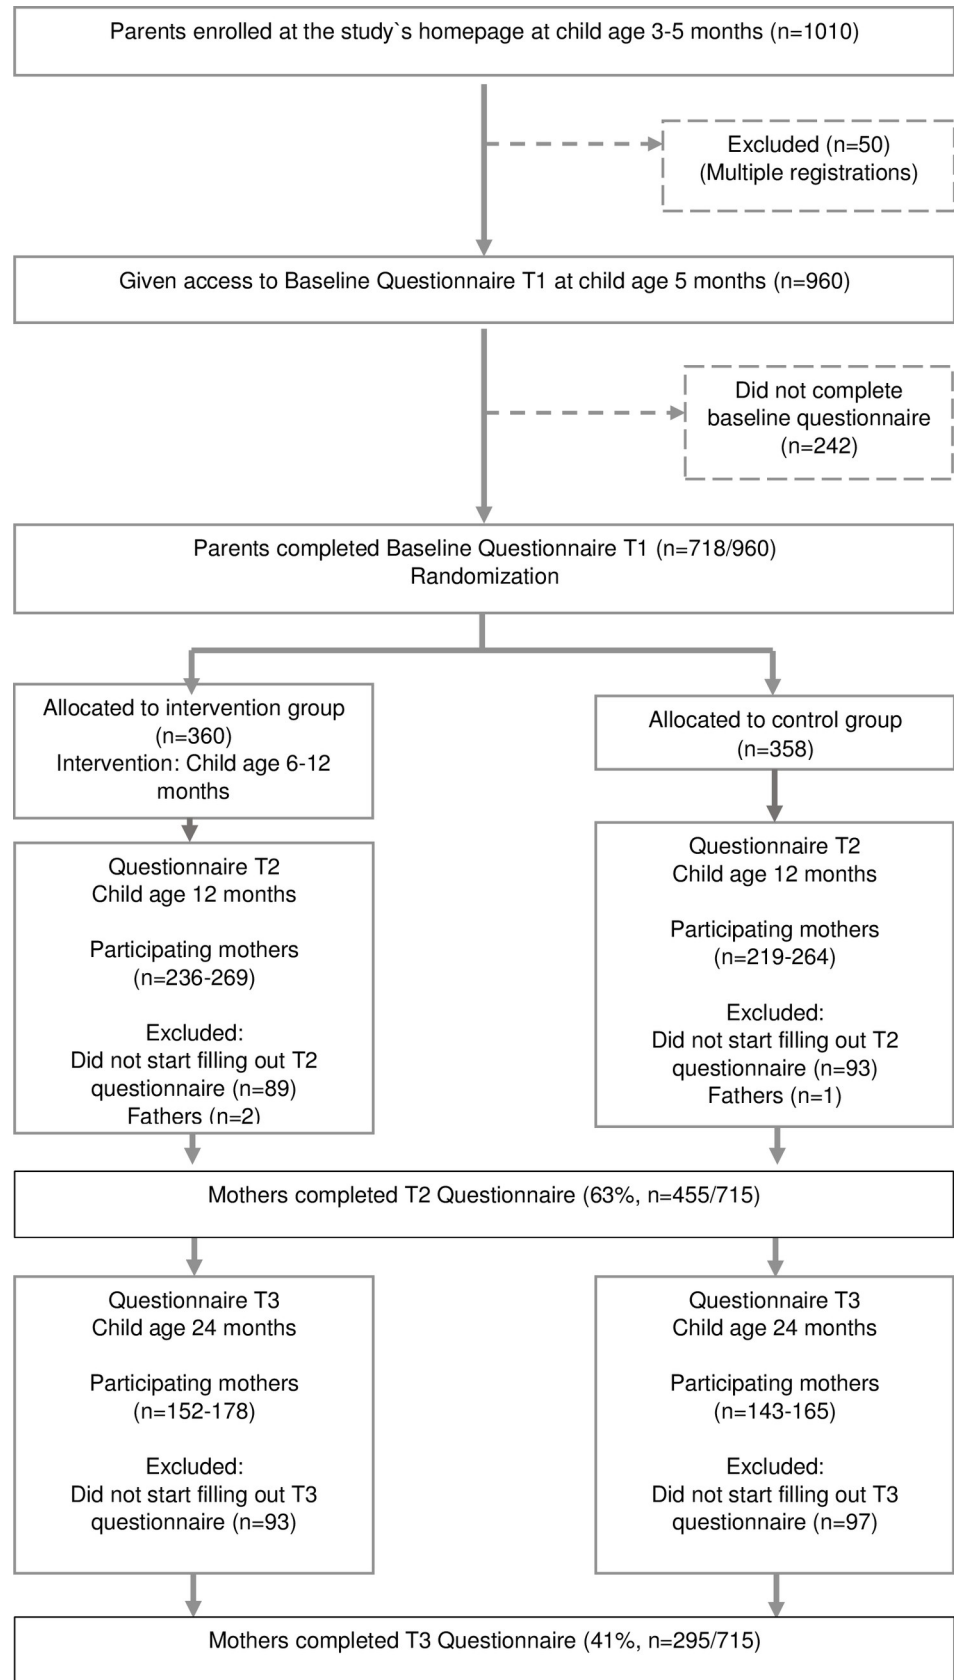 Parents enrolled at the study`s homepage at child age 3-5 months (n=1010)
Excluded (n=50)
(Multiple registrations)
Given access to Baseline Questionnaire T1 at child age 5 months (n=960)
Did not complete
baseline questionnaire
(n=242)
Parents completed Baseline Questionnaire T1 (n=718/960)
Randomization
Allocated to intervention group
(n=360)
Intervention: Child age 6-12
months
Allocated to control group
(n=358)
Questionnaire T2
Child age 12 months
Participating mothers
(n=236-269)
Excluded:
Did not start filling out T2
questionnaire (n=89)
Fathers (n=2)
Questionnaire T2
Child age 12 months
Participating mothers
(n=219-264)
Excluded:
Did not start filling out T2
questionnaire (n=93)
Fathers (n=1)
Mothers completed T2 Questionnaire (63%, n=455/715)
Questionnaire T3
Child age 24 months
Participating mothers
(n=152-178)
Excluded:
Did not start filling out T3
questionnaire (n=93)
Questionnaire T3
Child age 24 months
Participating mothers
(n=143-165)
Excluded:
Did not start filling out T3
questionnaire (n=97)
Mothers completed T3 Questionnaire (41%, n=295/715)